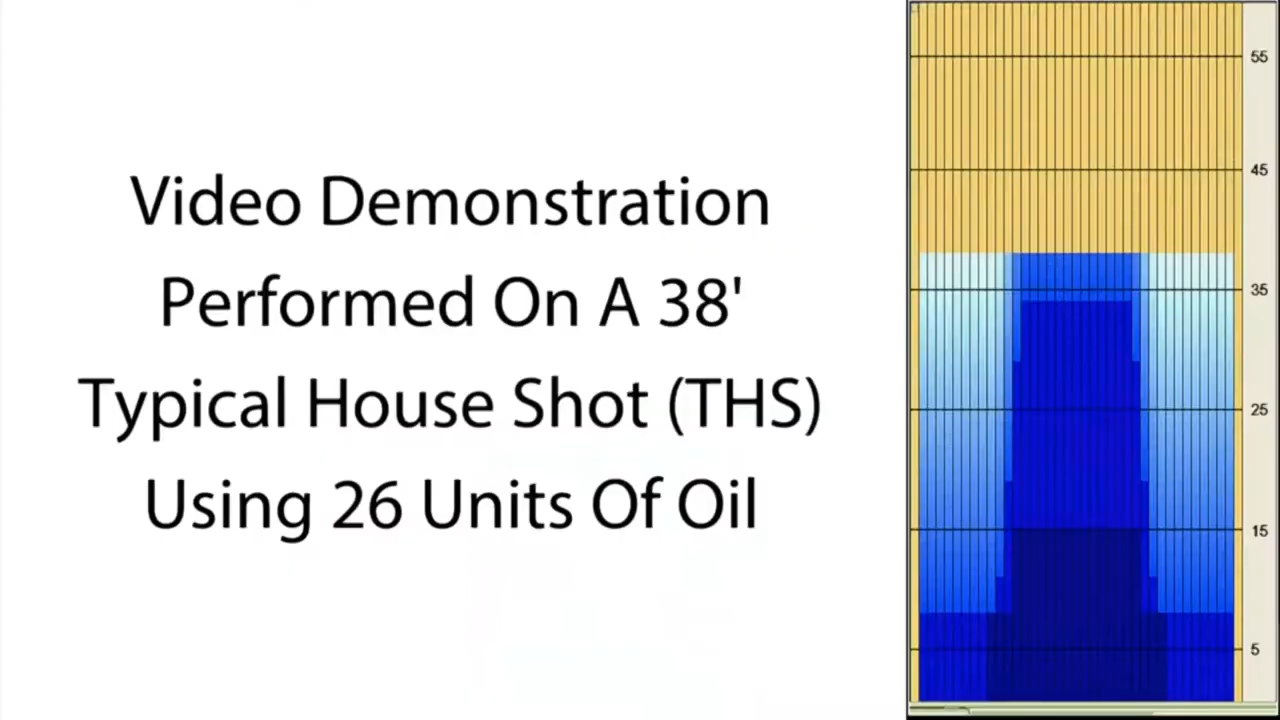 Video Demonstration
Performed On A 38'
Typical House Shot (THS)
Using 26 Units Of Oil
55
45
35
25
15
5